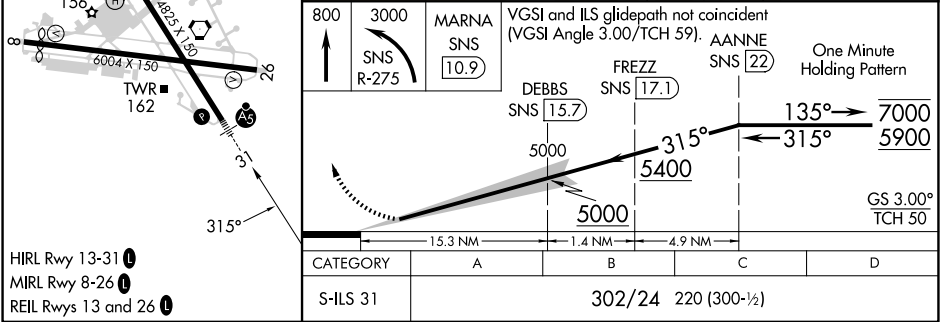 156
H
4825 X 150
V
8
6004 X 150
V
26
TWR
162
P
A5
31
315°
HIRL Rwy 13-31 L
MIRL Rwy 8-26 L
REIL Rwys 13 and 26 L
800
3000
SNS
R-275
MARNA
SNS
10.9
VGSI and ILS glidepath not coincident
(VGSI Angle 3.00/TCH 59).
AANNE
SNS 22
One Minute
Holding Pattern
FREZZ
SNS 17.1
DEBBS
SNS 15.7
135°
7000
315°
5900
5000
315°
5400
5000
GS 3.00°
TCH 50
15.3 NM
1.4 NM
4.9 NM
CATEGORY A B C D
S-ILS 31 302/24 220 (300-½)